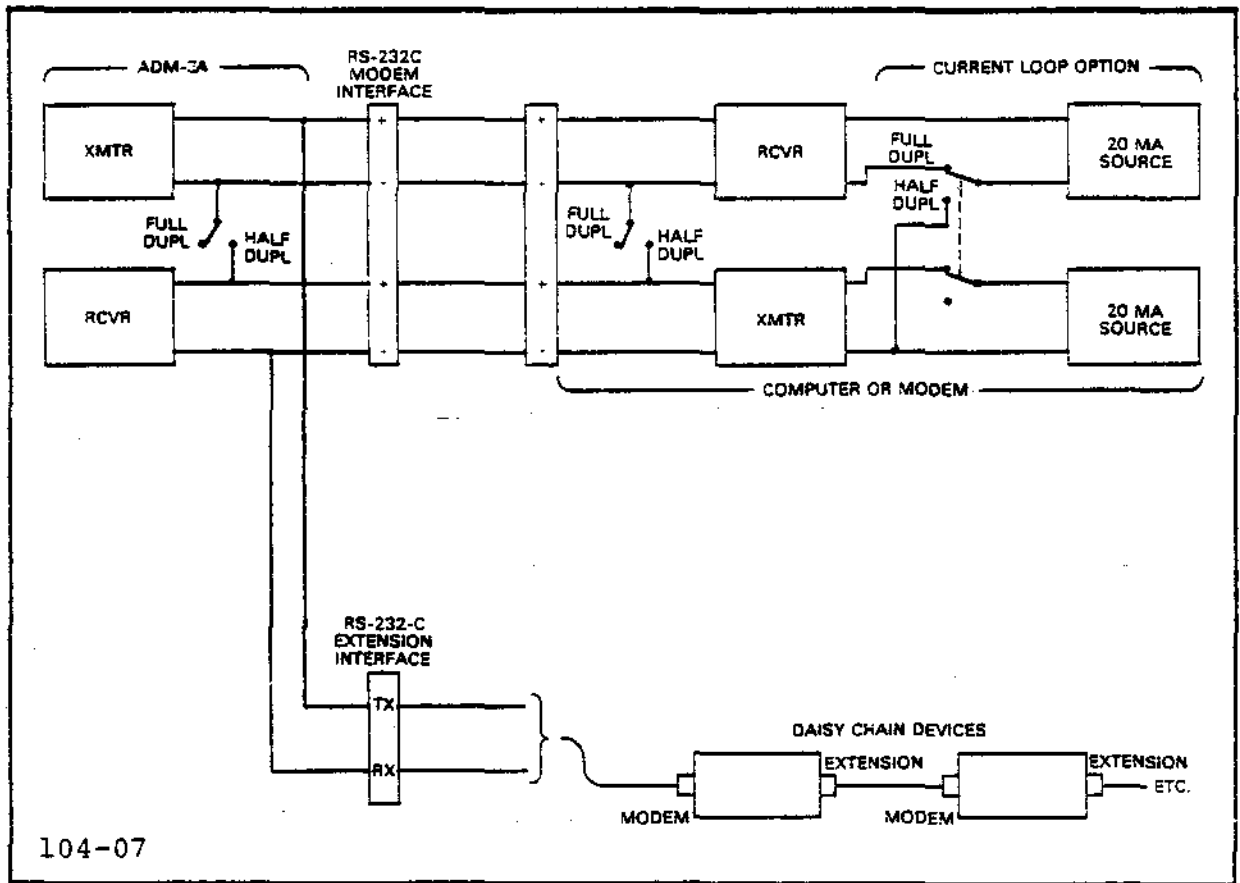 ADM-3A
RS-232C
MODEM
INTERFACE
CURRENT LOOP OPTION
XMTR
+
+
RCVR
FULL
DUPL
20 MA
SOURCE
-
-
HALF
DUPL
FULL
DUPL
HALF
DUPL
FULL
DUPL
HALF
DUPL
RCVR
+
+
XMTR
20 MA
SOURCE
-
-
COMPUTER OR MODEM
RS-232-C
EXTENSION
INTERFACE
TX
RX
DAISY CHAIN DEVICES
EXTENSION
EXTENSION
ETC.
MODEM
MODEM
104-07